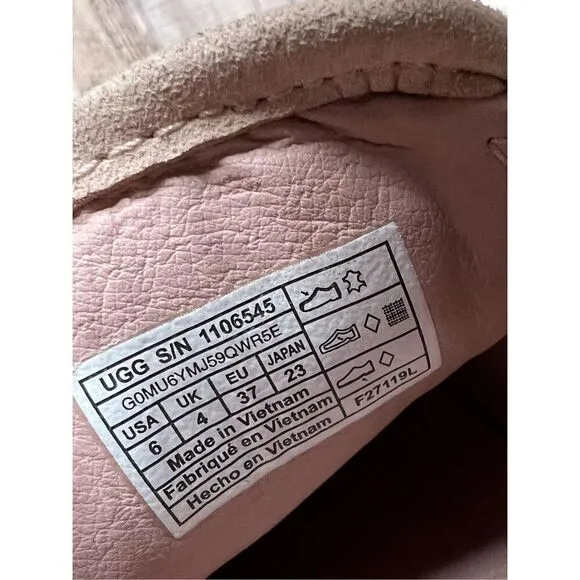 UGG S/N 1106545
G0MU6YMJ59QWR5E
USA UK EU JAPAN
6 4 37 23
Made in Vietnam
Fabriqué en Vietnam
Hecho en Vietnam
F27119L